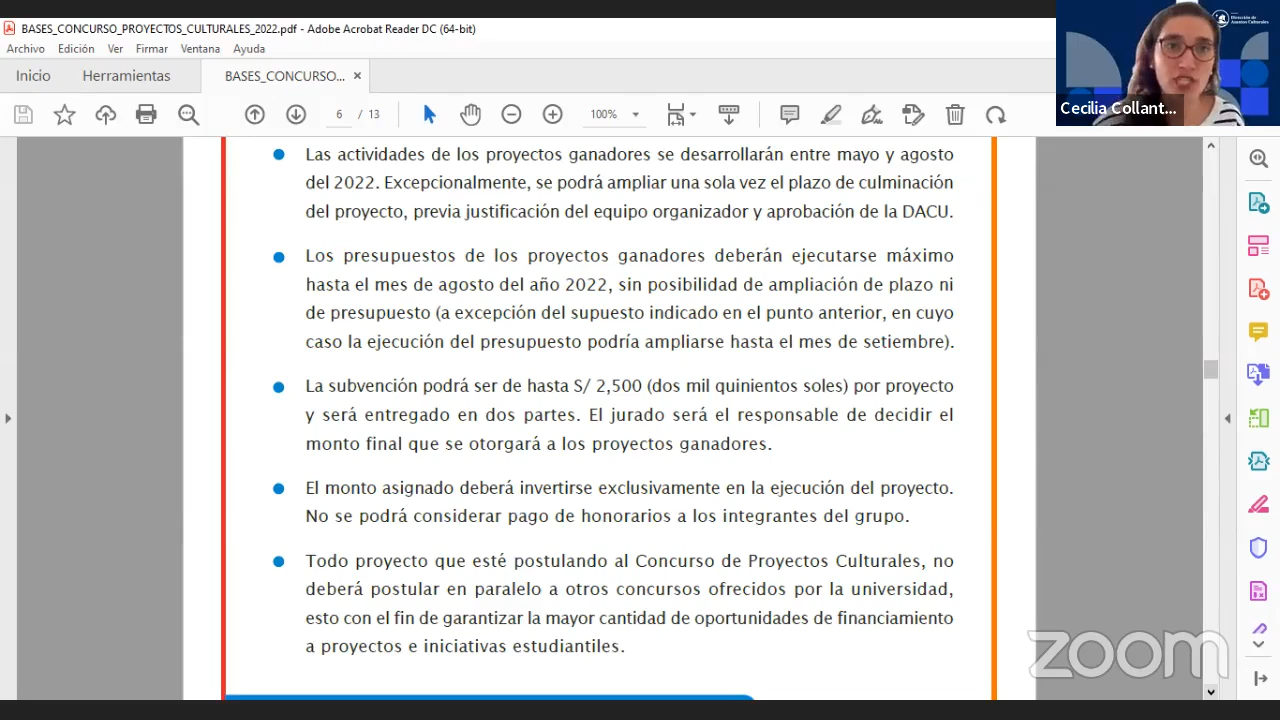 BASES_CONCURSO_PROYECTOS_CULTURALES_2022.pdf - Adobe Acrobat Reader DC (64-bit)
Archivo Edición Ver Firmar Ventana Ayuda
Inicio Herramientas BASES_CONCURSO... ×
6 / 13 100%
Dirección de
Asuntos Culturales
Cecilia Collant...
Las actividades de los proyectos ganadores se desarrollarán entre mayo y agosto
del 2022. Excepcionalmente, se podrá ampliar una sola vez el plazo de culminación
del proyecto, previa justificación del equipo organizador y aprobación de la DACU.
Los presupuestos de los proyectos ganadores deberán ejecutarse máximo
hasta el mes de agosto del año 2022, sin posibilidad de ampliación de plazo ni
de presupuesto (a excepción del supuesto indicado en el punto anterior, en cuyo
caso la ejecución del presupuesto podría ampliarse hasta el mes de setiembre).
La subvención podrá ser de hasta S/ 2,500 (dos mil quinientos soles) por proyecto
y será entregado en dos partes. El jurado será el responsable de decidir el
monto final que se otorgará a los proyectos ganadores.
El monto asignado deberá invertirse exclusivamente en la ejecución del proyecto.
No se podrá considerar pago de honorarios a los integrantes del grupo.
Todo proyecto que esté postulando al Concurso de Proyectos Culturales, no
deberá postular en paralelo a otros concursos ofrecidos por la universidad,
esto con el fin de garantizar la mayor cantidad de oportunidades de financiamiento
a proyectos e iniciativas estudiantiles.
zoom